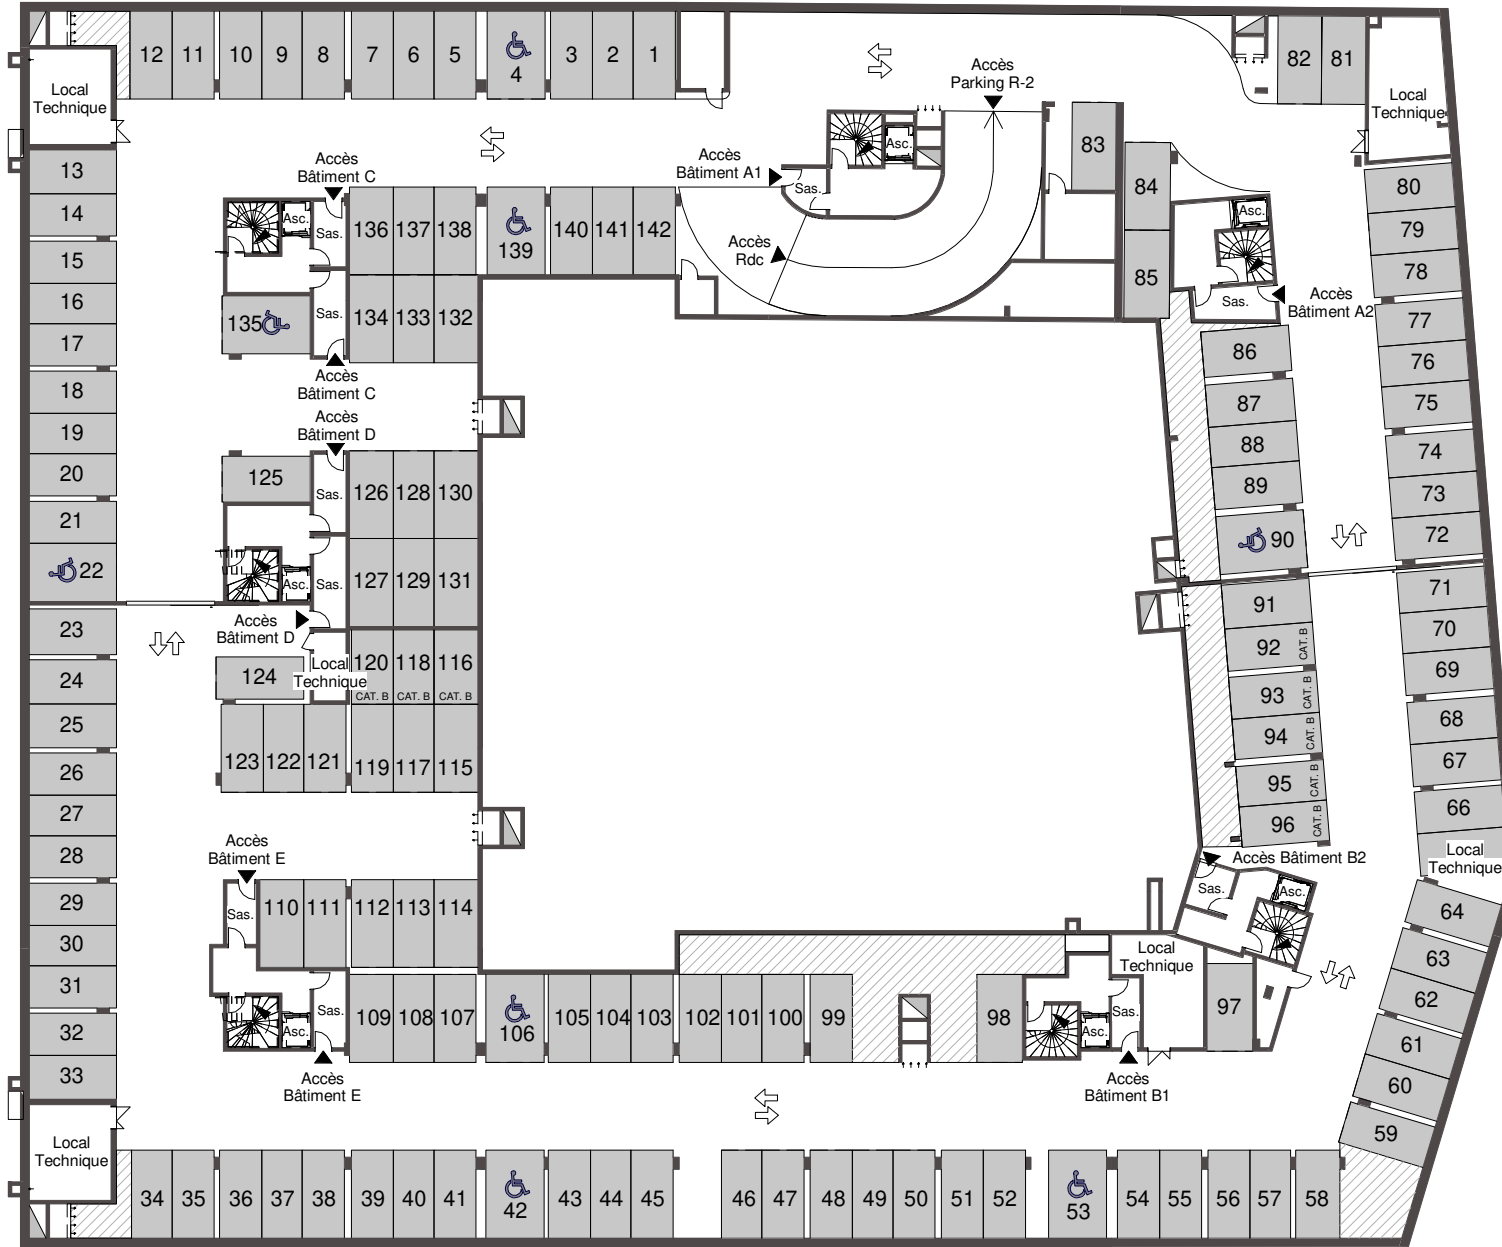 12 11 10 9 8 7 6 5 4 3 2 1
82 81
Local
Technique
Accès
Parking R-2
Local
Technique
Asc.
Accès
Bâtiment A1
Sas.
83
84
85
Accès
Rdc
13
14
15
16
17
18
19
20
21
22
Accès
Bâtiment C
Asc.
Sas.
136 137 138 139 140 141 142
135
Sas.
134 133 132
Accès
Bâtiment C
Accès
Bâtiment D
125
Sas.
126 128 130
127 129 131
Asc.
Sas.
Accès
Bâtiment D
80
79
78
77
76
75
74
73
72
Asc.
Sas.
Accès
Bâtiment A2
86
87
88
89
90
23
24
25
26
27
28
29
30
31
32
33
124
Local
Technique
120 118 116
CAT. B CAT. B CAT. B
123 122 121 119 117 115
91
92 CAT. B
93 CAT. B
94 CAT. B
95 CAT. B
96 CAT. B
71
70
69
68
67
66
Local
Technique
64
63
62
61
60
59
Accès
Bâtiment E
Sas.
110 111 112 113 114
Asc.
Sas.
109 108 107 106 105 104 103 102 101 100 99 98
Accès
Bâtiment E
Accès Bâtiment B2
Sas.
Asc.
Local
Technique
97
Asc.
Sas.
Accès
Bâtiment B1
Local
Technique
34 35 36 37 38 39 40 41 42 43 44 45 46 47 48 49 50 51 52 53 54 55 56 57 58